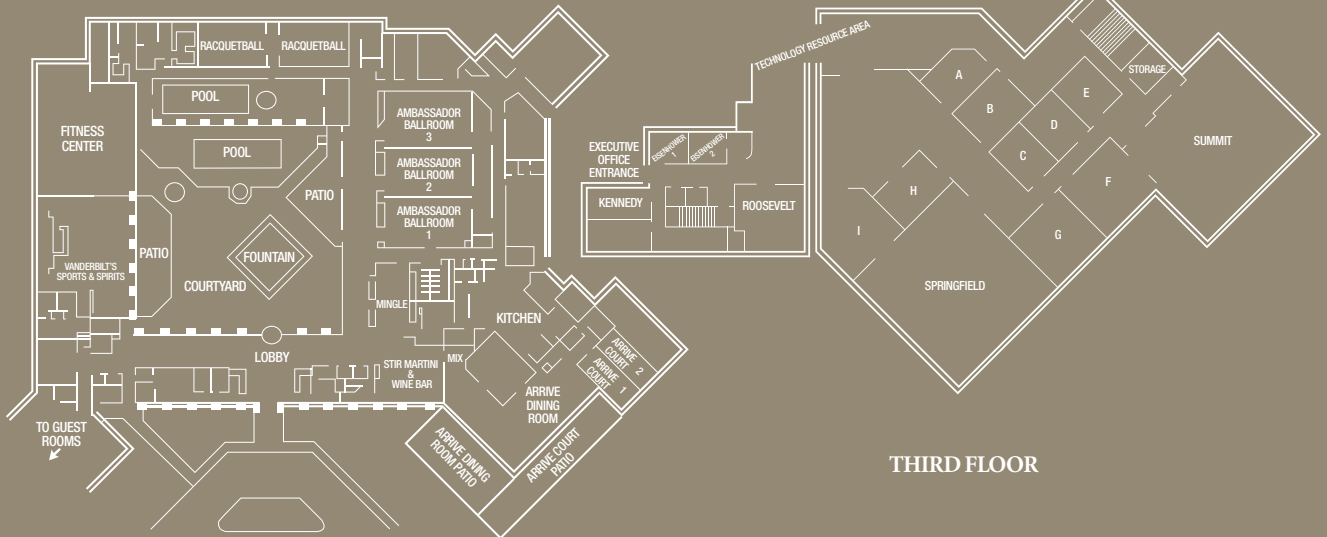 RACQUETBALL
RACQUETBALL
POOL
POOL
FITNESS
CENTER
AMBASSADOR
BALLROOM
3
AMBASSADOR
BALLROOM
2
AMBASSADOR
BALLROOM
1
PATIO
PATIO
FOUNTAIN
COURTYARD
VANDERBILT'S
SPORTS & SPIRITS
MINGLE
KITCHEN
LOBBY
MIX
STIR MARTINI
&
WINE BAR
ARRIVE
COURT
2
ARRIVE
COURT
1
ARRIVE
DINING
ROOM
ARRIVE DINING
ROOM PATIO
ARRIVE COURT
PATIO
TO GUEST
ROOMS
TECHNOLOGY RESOURCE AREA
EXECUTIVE
OFFICE
ENTRANCE
EISENHOWER
1
EISENHOWER
2
KENNEDY
ROOSEVELT
A
B
C
D
E
F
G
H
I
STORAGE
SUMMIT
SPRINGFIELD
THIRD FLOOR